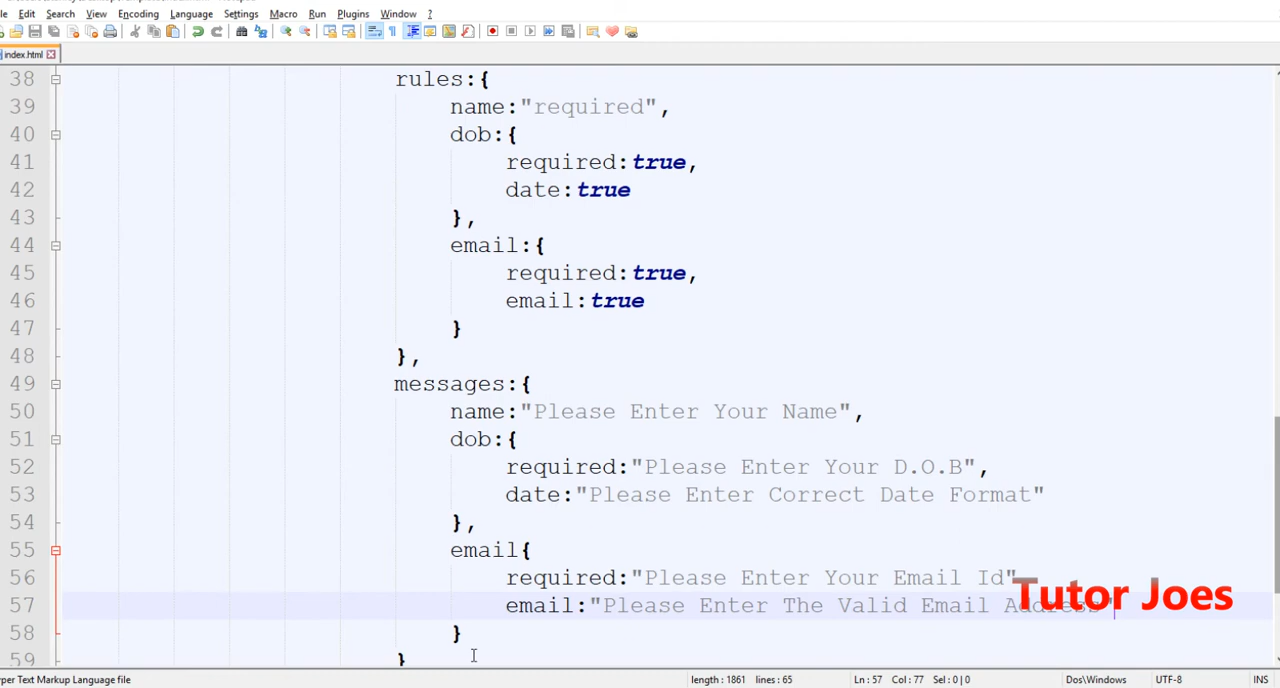 le Edit Search View Encoding Language Settings Macro Run Plugins Window ?
index.html
38 rules:{
39 name:"required",
40 dob:{
41 required:true,
42 date:true
43 },
44 email:{
45 required:true,
46 email:true
47 }
48 },
49 messages:{
50 name:"Please Enter Your Name",
51 dob:{
52 required:"Please Enter Your D.O.B",
53 date:"Please Enter Correct Date Format"
54 },
55 email{
56 required:"Please Enter Your Email Id"
57 email:"Please Enter The Valid Email Address"
Tutor Joes
58 }
59 }
yper Text Markup Language file length : 1861 lines : 65 Ln : 57 Col : 77 Sel : 0 | 0 Dos\Windows UTF-8 INS